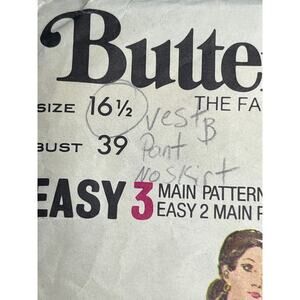 Butte
SIZE 16½ Vest B
THE FA
BUST 39 Pant
No Skirt
EASY 3 MAIN PATTERN
EASY 2 MAIN P